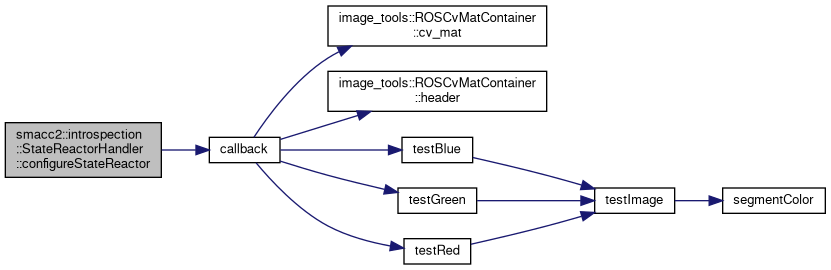 smacc2::introspection
::StateReactorHandler
::configureStateReactor
callback
image_tools::ROSCvMatContainer
::cv_mat
image_tools::ROSCvMatContainer
::header
testBlue
testGreen
testRed
testImage
segmentColor